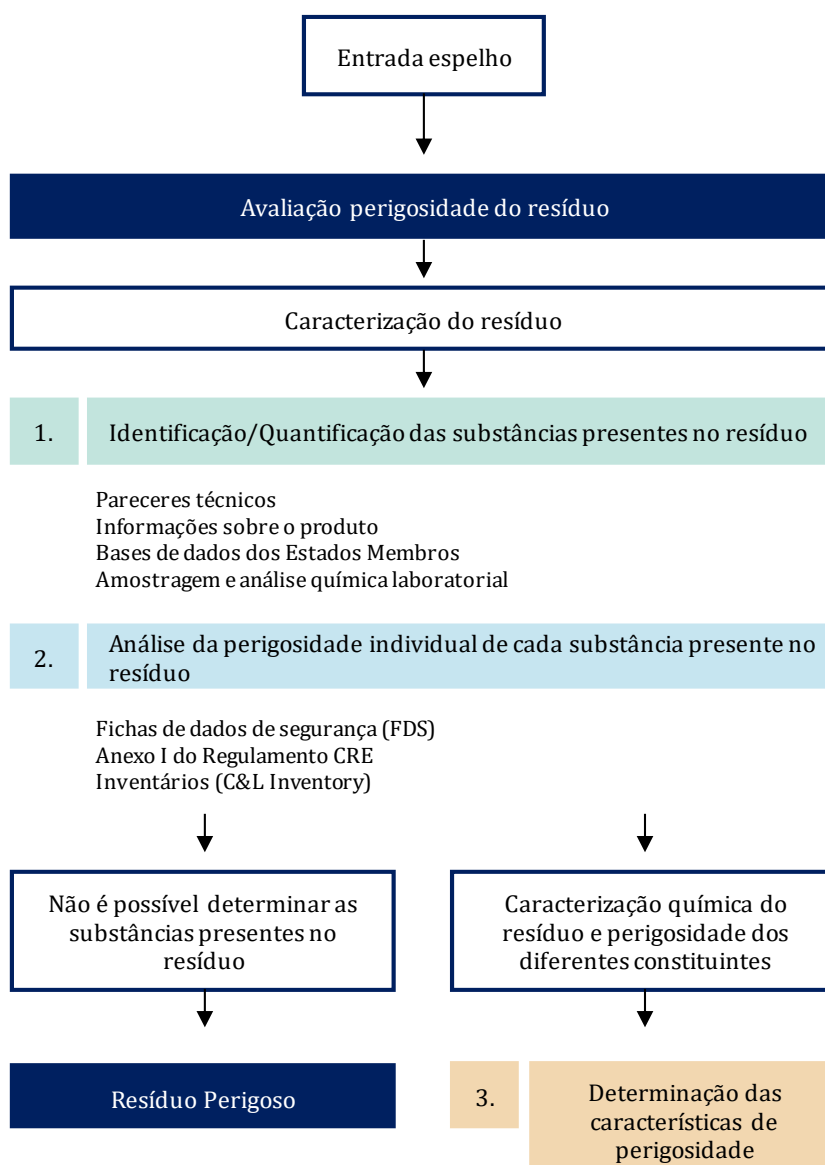 Entrada espelho
Avaliação perigosidade do resíduo
Caracterização do resíduo
1.
Identificação/Quantificação das substâncias presentes no resíduo
Pareceres técnicos
Informações sobre o produto
Bases de dados dos Estados Membros
Amostragem e análise química laboratorial
2.
Análise da perigosidade individual de cada substância presente no
resíduo
Fichas de dados de segurança (FDS)
Anexo I do Regulamento CRE
Inventários (C&L Inventory)
Não é possível determinar as
substâncias presentes no
resíduo
Caracterização química do
resíduo e perigosidade dos
diferentes constituintes
Resíduo Perigoso
3.
Determinação das
características de
perigosidade